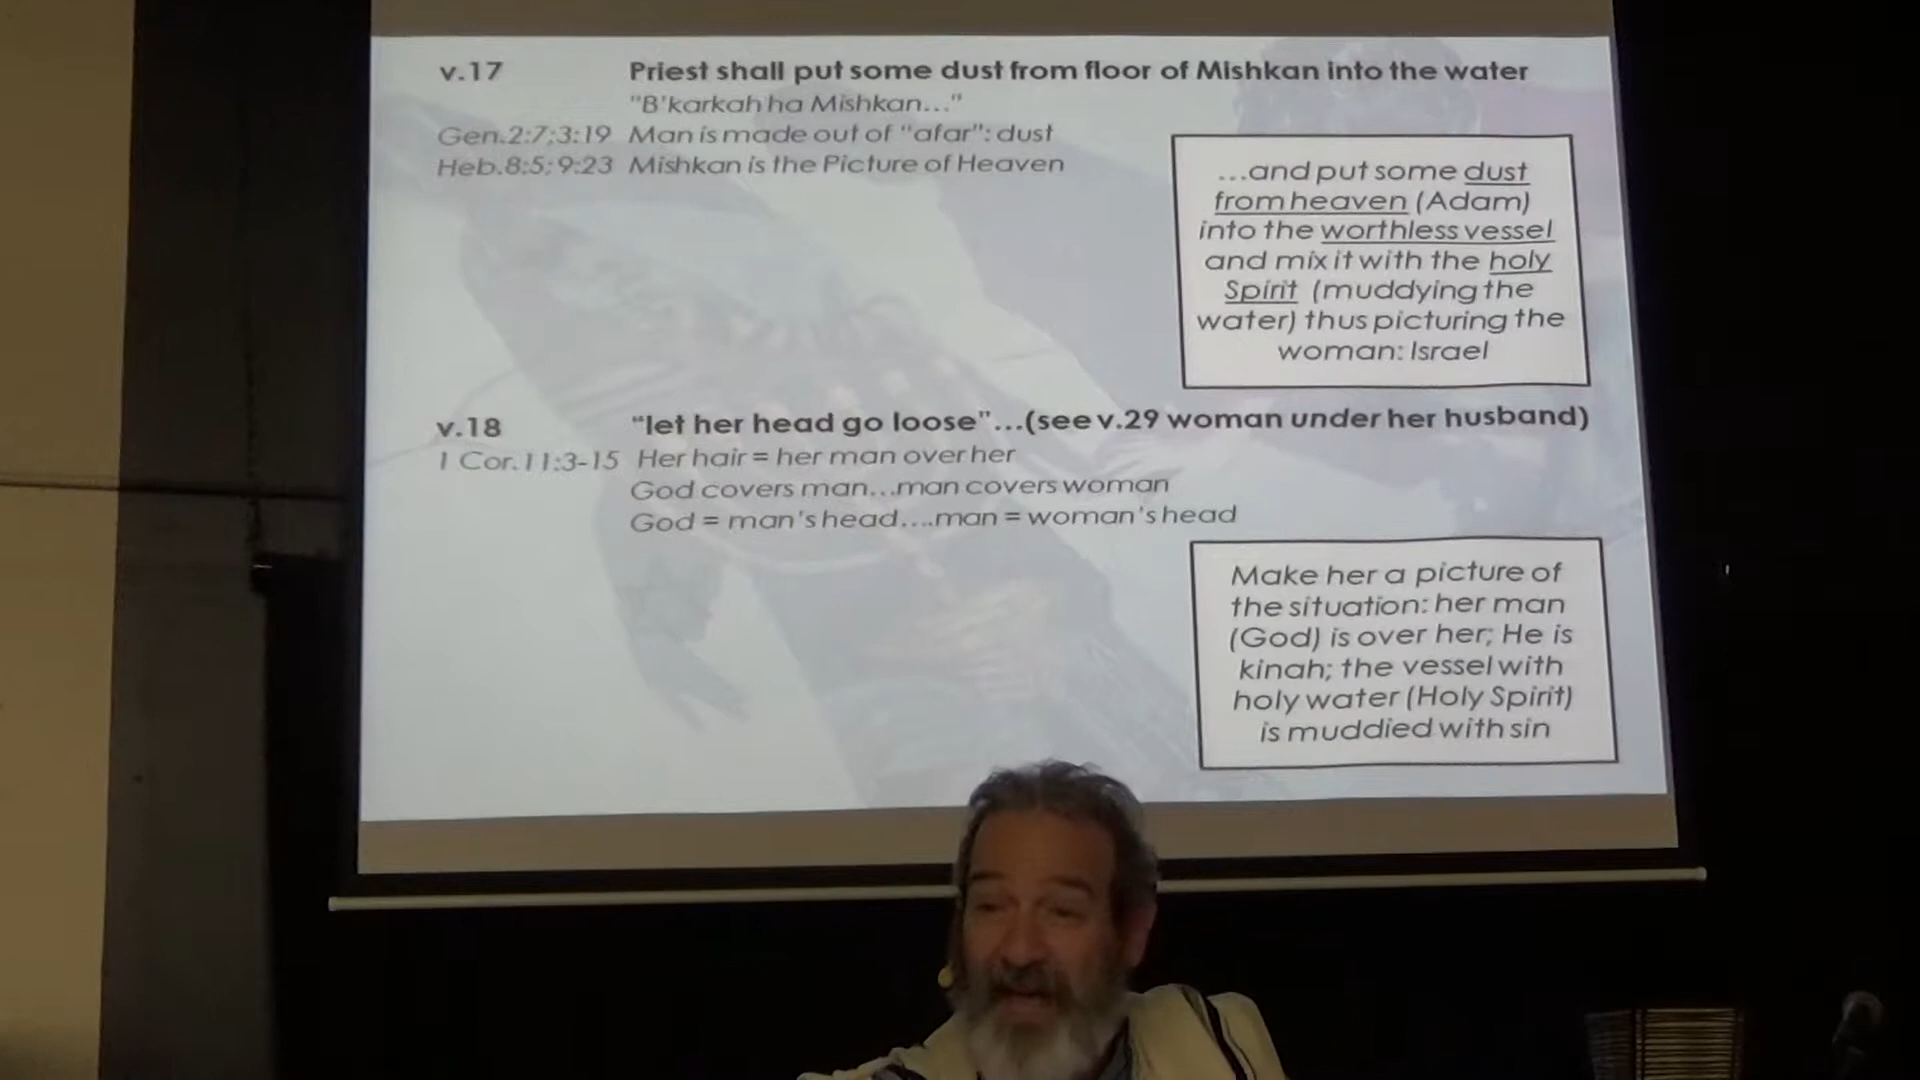 v.17 Priest shall put some dust from floor of Mishkan into the water
"B'karkah ha Mishkan..."
Gen.2:7;3:19 Man is made out of "afar": dust
Heb.8:5; 9:23 Mishkan is the Picture of Heaven
...and put some dust
from heaven (Adam)
into the worthless vessel
and mix it with the holy
Spirit (muddying the
water) thus picturing the
woman: Israel
v.18 "let her head go loose"...(see v.29 woman under her husband)
1 Cor.11:3-15 Her hair = her man over her
God covers man...man covers woman
God = man's head....man = woman's head
Make her a picture of
the situation: her man
(God) is over her; He is
kinah; the vessel with
holy water (Holy Spirit)
is muddied with sin